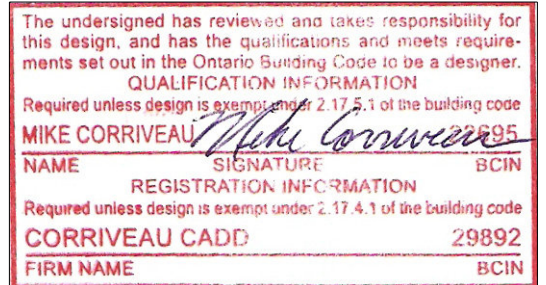 The undersigned has reviewed and takes responsibility for
this design, and has the qualifications and meets require-
ments set out in the Ontario Building Code to be a designer.
QUALIFICATION INFORMATION
Required unless design is exempt under 2.17.5.1 of the building code
MIKE CORRIVEAU Mike Corriveau
NAME SIGNATURE BCIN
REGISTRATION INFORMATION
Required unless design is exempt under 2.17.4.1 of the building code
CORRIVEAU CADD 29892
FIRM NAME BCIN